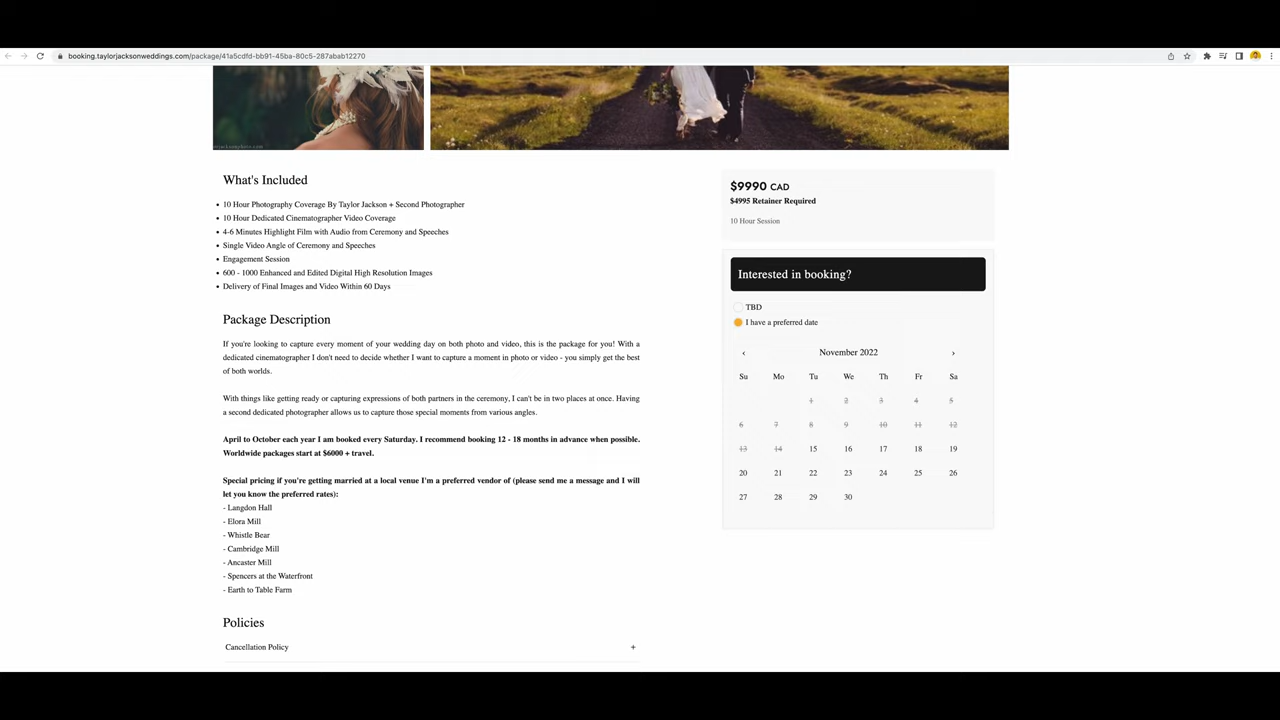 booking.taylorjacksonweddings.com/package/41a5cdfd-bb91-45ba-80c5-287abab12270
What's Included
10 Hour Photography Coverage By Taylor Jackson + Second Photographer
10 Hour Dedicated Cinematographer Video Coverage
4-6 Minutes Highlight Film with Audio from Ceremony and Speeches
Single Video Angle of Ceremony and Speeches
Engagement Session
600 - 1000 Enhanced and Edited Digital High Resolution Images
Delivery of Final Images and Video Within 60 Days
Package Description
If you're looking to capture every moment of your wedding day on both photo and video, this is the package for you! With a
dedicated cinematographer I don't need to decide whether I want to capture a moment in photo or video - you simply get the best
of both worlds.
With things like getting ready or capturing expressions of both partners in the ceremony, I can't be in two places at once. Having
a second dedicated photographer allows us to capture those special moments from various angles.
April to October each year I am booked every Saturday. I recommend booking 12 - 18 months in advance when possible.
Worldwide packages start at $6000 + travel.
Special pricing if you're getting married at a local venue I'm a preferred vendor of (please send me a message and I will
let you know the preferred rates):
- Langdon Hall
- Elora Mill
- Whistle Bear
- Cambridge Mill
- Ancaster Mill
- Spencers at the Waterfront
- Earth to Table Farm
Policies
Cancellation Policy +
$9990 CAD
$4995 Retainer Required
10 Hour Session
Interested in booking?
TBD
I have a preferred date
‹ November 2022 ›
Su Mo Tu We Th Fr Sa
1 2 3 4 5
6 7 8 9 10 11 12
13 14 15 16 17 18 19
20 21 22 23 24 25 26
27 28 29 30